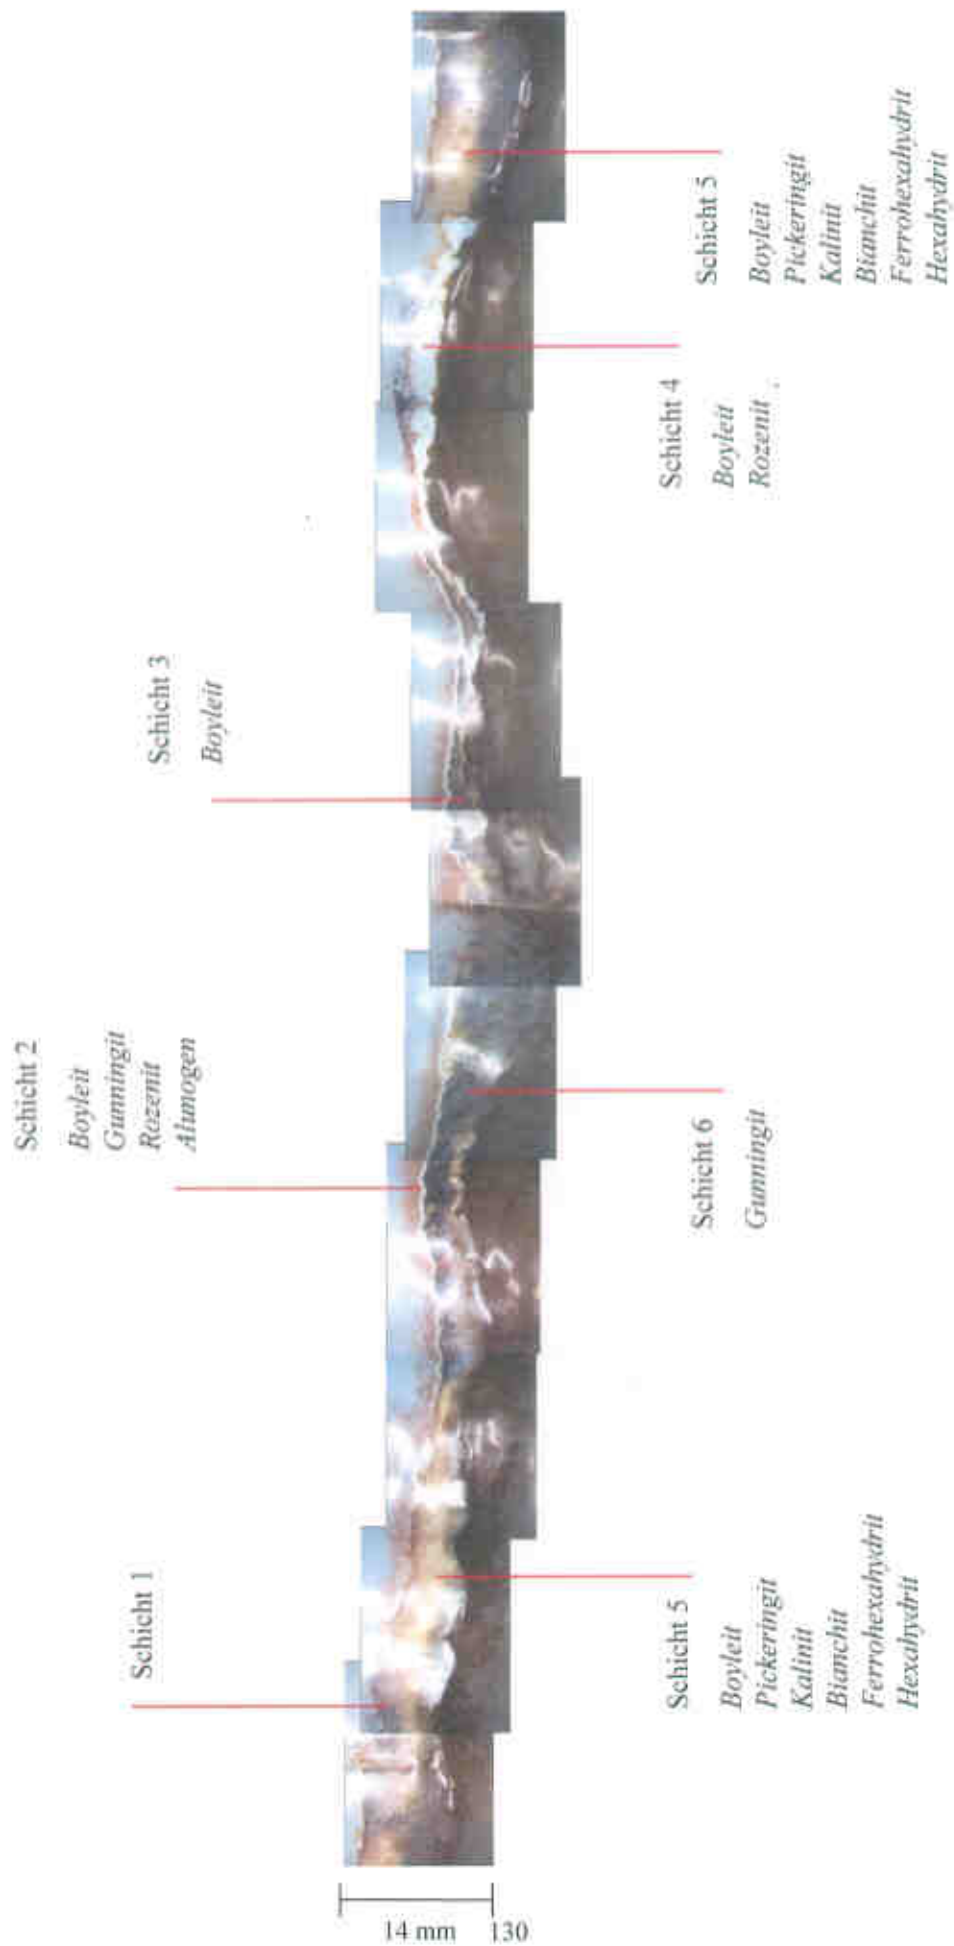 Schicht 1
Schicht 2
Boyleit
Gunningit
Rozenit
Alunogen
Schicht 3
Boyleit
Schicht 5
Boyleit
Pickeringit
Kalinit
Bianchit
Ferrohexahydrit
Hexahydrit
Schicht 6
Gunningit
Schicht 4
Boyleit
Rozenit
Schicht 5
Boyleit
Pickeringit
Kalinit
Bianchit
Ferrohexahydrit
Hexahydrit
14 mm
130